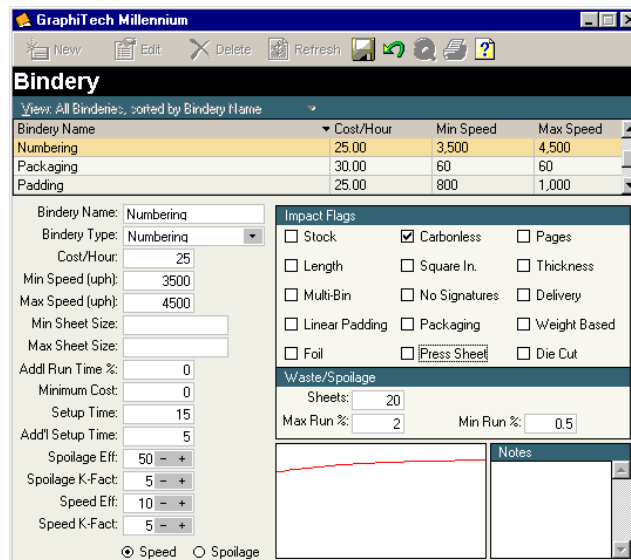 GraphiTech Millennium
New Edit Delete Refresh
Bindery
View: All Binderies, sorted by Bindery Name
Bindery Name Cost/Hour Min Speed Max Speed
Numbering 25.00 3,500 4,500
Packaging 30.00 60 60
Padding 25.00 800 1,000
Bindery Name: Numbering
Bindery Type: Numbering
Cost/Hour: 25
Min Speed (uph): 3500
Max Speed (uph): 4500
Min Sheet Size:
Max Sheet Size:
Addl Run Time %: 0
Minimum Cost: 0
Setup Time: 15
Add'l Setup Time: 5
Spoilage Eff: 50 - +
Spoilage K-Fact: 5 - +
Speed Eff: 10 - +
Speed K-Fact: 5 - +
Speed Spoilage
Impact Flags
Stock Carbonless Pages
Length Square In. Thickness
Multi-Bin No Signatures Delivery
Linear Padding Packaging Weight Based
Foil Press Sheet Die Cut
Waste/Spoilage
Sheets: 20
Max Run %: 2 Min Run %: 0.5
Notes